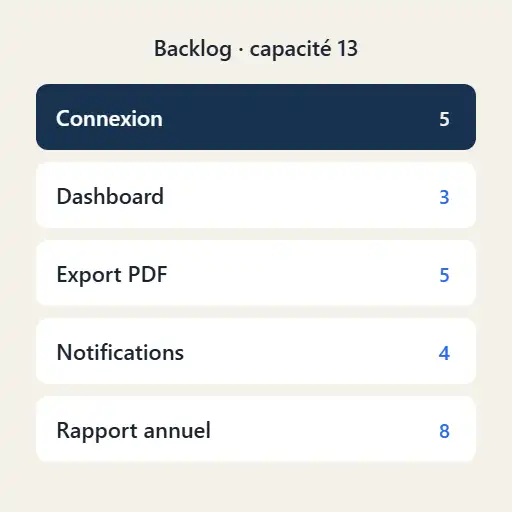 Backlog · capacité 13
Connexion 5
Dashboard 3
Export PDF 5
Notifications 4
Rapport annuel 8